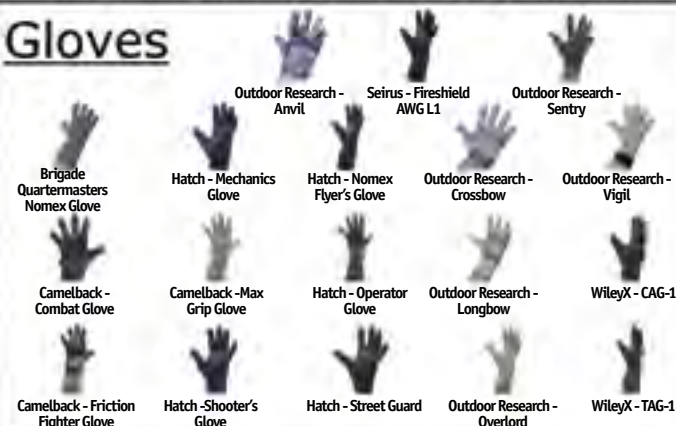 Gloves
Outdoor Research -
Anvil
Seirus - Fireshield
AWG L1
Outdoor Research -
Sentry
Brigade
Quartermasters
Nomex Glove
Hatch - Mechanics
Glove
Hatch - Nomex
Flyer's Glove
Outdoor Research -
Crossbow
Outdoor Research -
Vigil
Camelback -
Combat Glove
Camelback -Max
Grip Glove
Hatch - Operator
Glove
Outdoor Research -
Longbow
WileyX - CAG-1
Camelback - Friction
Fighter Glove
Hatch -Shooter's
Glove
Hatch - Street Guard
Outdoor Research -
Overlord
WileyX - TAG-1